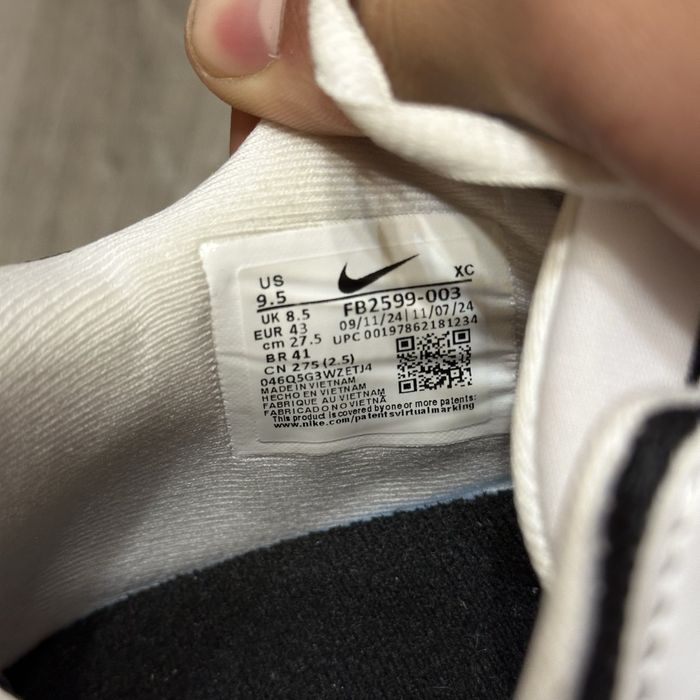 US
9.5
XC
FB2599-003
UK 8.5
09/11/24 | 11/07/24
EUR 43
UPC 00197862181234
cm 27.5
BR 41
CN 275 (2.5)
046Q5G3WZETJ4
MADE IN VIETNAM
HECHO EN VIETNAM
FABRIQUE AU VIETNAM
FABRICADO NO VIETNÃ
This product is covered by one or more patents:
www.nike.com/patentsvirtualmarking